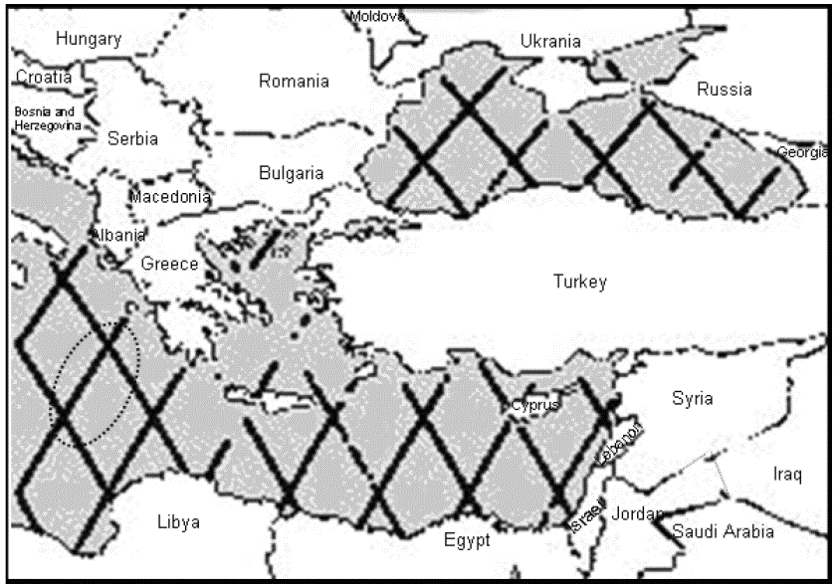 Moldova
Hungary
Ukrania
Croatia
Romania
Russia
Bosnia and
Herzegovina
Serbia
Georgia
Bulgaria
Macedonia
Albania
Greece
Turkey
Syria
Cyprus
Lebanon
Iraq
Libya
Israel
Jordan
Saudi Arabia
Egypt